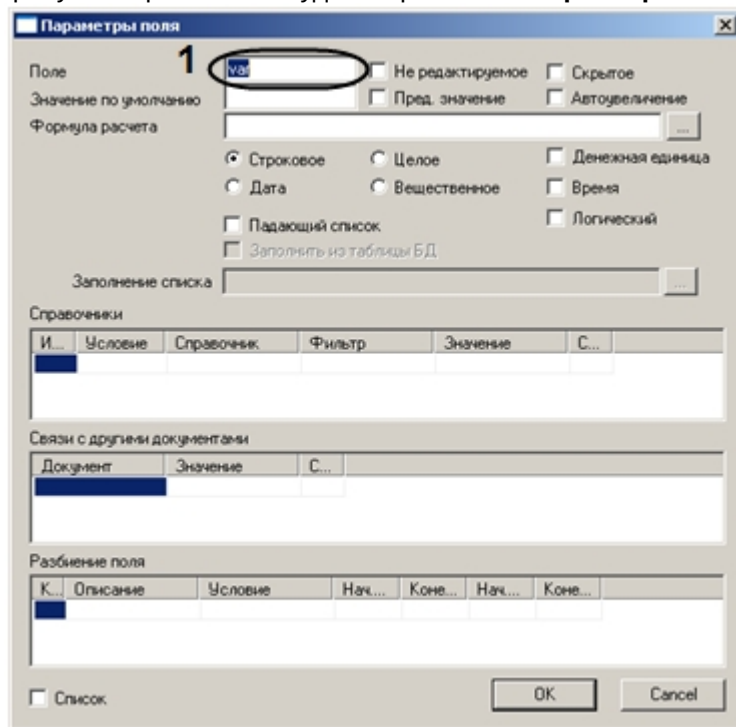 Параметры поля
1
Поле var Не редактируемое Скрытое
Значение по умолчанию Пред. значение Автоувеличение
Формула расчета ...
Строковое Целое Денежная единица
Дата Вещественное Время
Падающий список Логический
Заполнить из таблицы БД
Заполнение списка ...
Справочники
И... Условие Справочник Фильтр Значение С...
Связи с другими документами
Документ Значение С...
Разбиение поля
К... Описание Условие Нач.... Коне... Нач.... Коне...
Список OK Cancel